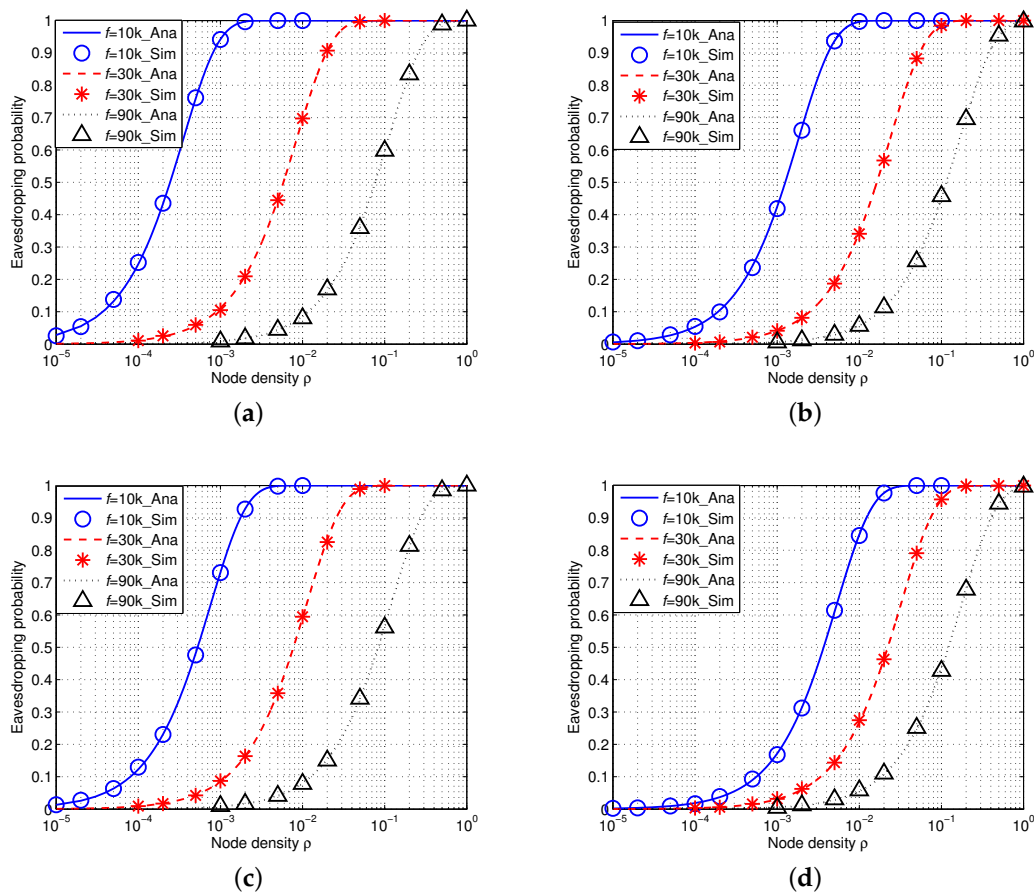 1
0.9
0.8
0.7
0.6
0.5
0.4
0.3
0.2
0.1
0
Eavesdropping probability
f=10k_Ana
f=10k_Sim
f=30k_Ana
f=30k_Sim
f=90k_Ana
f=90k_Sim
10⁻⁵ 10⁻⁴ 10⁻³ 10⁻² 10⁻¹ 10⁰
Node density ρ
(a)
1
0.9
0.8
0.7
0.6
0.5
0.4
0.3
0.2
0.1
0
Eavesdropping probability
f=10k_Ana
f=10k_Sim
f=30k_Ana
f=30k_Sim
f=90k_Ana
f=90k_Sim
10⁻⁵ 10⁻⁴ 10⁻³ 10⁻² 10⁻¹ 10⁰
Node density ρ
(b)
1
0.9
0.8
0.7
0.6
0.5
0.4
0.3
0.2
0.1
0
Eavesdropping probability
f=10k_Ana
f=10k_Sim
f=30k_Ana
f=30k_Sim
f=90k_Ana
f=90k_Sim
10⁻⁵ 10⁻⁴ 10⁻³ 10⁻² 10⁻¹ 10⁰
Node density ρ
(c)
1
0.9
0.8
0.7
0.6
0.5
0.4
0.3
0.2
0.1
0
Eavesdropping probability
f=10k_Ana
f=10k_Sim
f=30k_Ana
f=30k_Sim
f=90k_Ana
f=90k_Sim
10⁻⁵ 10⁻⁴ 10⁻³ 10⁻² 10⁻¹ 10⁰
Node density ρ
(d)